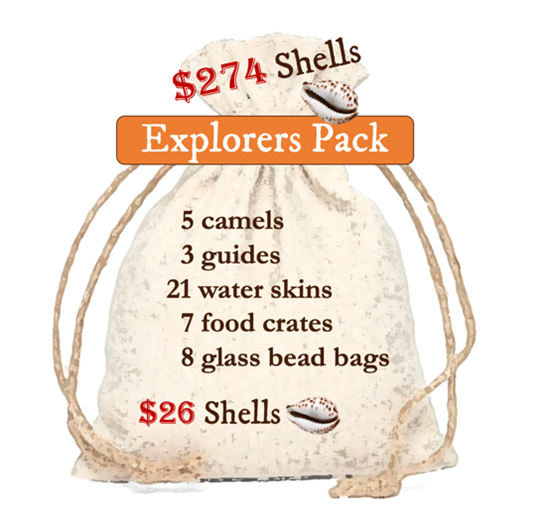 $274 Shells
Explorers Pack
5 camels
3 guides
21 water skins
7 food crates
8 glass bead bags
$26 Shells